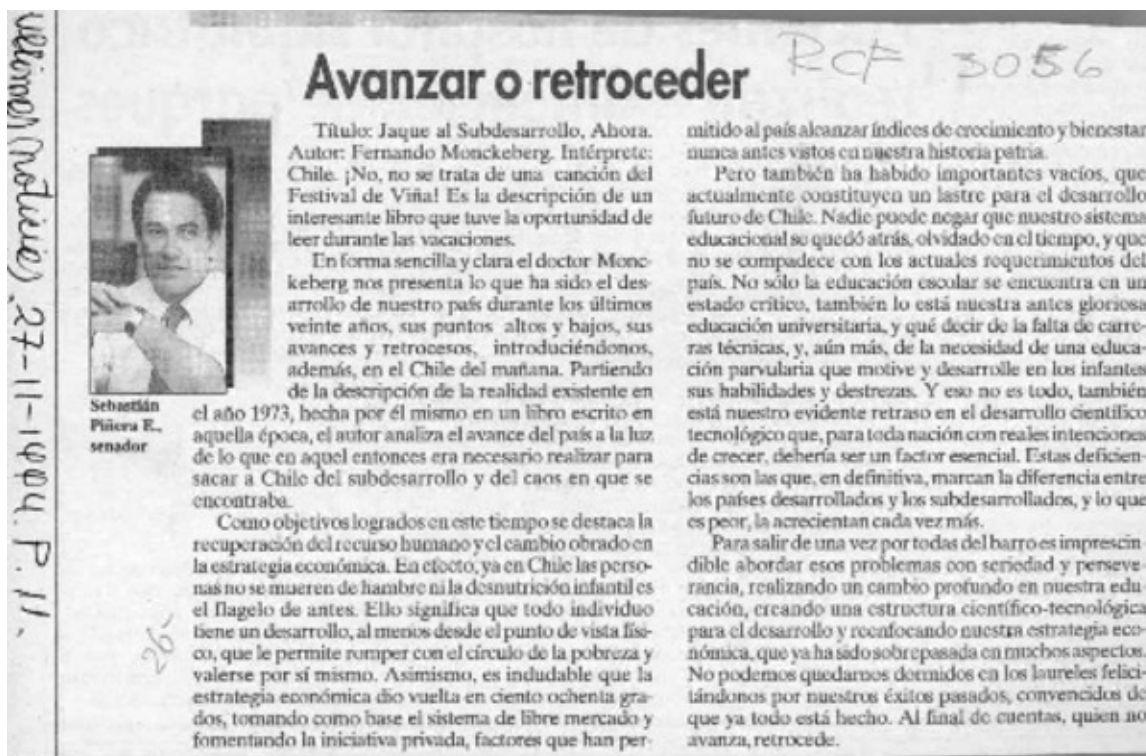 RCF 3056
Avanzar o retroceder
Título: Jaque al Subdesarrollo, Ahora.
Autor: Fernando Monckeberg. Intérprete:
Chile. ¡No, no se trata de una canción del
Festival de Viña! Es la descripción de un
interesante libro que tuve la oportunidad de
leer durante las vacaciones.
En forma sencilla y clara el doctor Monc-
keberg nos presenta lo que ha sido el des-
arrollo de nuestro país durante los últimos
veinte años, sus puntos altos y bajos, sus
avances y retrocesos, introduciéndonos,
además, en el Chile del mañana. Partiendo
de la descripción de la realidad existente en
el año 1973, hecha por él mismo en un libro escrito en
aquella época, el autor analiza el avance del país a la luz
de lo que en aquel entonces era necesario realizar para
sacar a Chile del subdesarrollo y del caos en que se
encontraba.
Como objetivos logrados en este tiempo se destaca la
recuperación del recurso humano y el cambio obrado en
la estrategia económica. En efecto, ya en Chile las perso-
nas no se mueren de hambre ni la desnutrición infantil es
el flagelo de antes. Ello significa que todo individuo
tiene un desarrollo, al menos desde el punto de vista físi-
co, que le permite romper con el círculo de la pobreza y
valerse por sí mismo. Asimismo, es indudable que la
estrategia económica dio vuelta en ciento ochenta gra-
dos, tomando como base el sistema de libre mercado y
fomentando la iniciativa privada, factores que han per-
mitido al país alcanzar índices de crecimiento y bienestar
nunca antes vistos en nuestra historia patria.
Pero también ha habido importantes vacíos, que
actualmente constituyen un lastre para el desarrollo
futuro de Chile. Nadie puede negar que nuestro sistema
educacional se quedó atrás, olvidado en el tiempo, y que
no se compadece con los actuales requerimientos del
país. No sólo la educación escolar se encuentra en un
estado crítico, también lo está nuestra antes gloriosa
educación universitaria, y qué decir de la falta de carre-
ras técnicas, y, aún más, de la necesidad de una educa-
ción parvularia que motive y desarrolle en los infantes
sus habilidades y destrezas. Y eso no es todo, también
está nuestro evidente retraso en el desarrollo científico
tecnológico que, para toda nación con reales intenciones
de crecer, debería ser un factor esencial. Estas deficien-
cias son las que, en definitiva, marcan la diferencia entre
los países desarrollados y los subdesarrollados, y lo que
es peor, la acrecientan cada vez más.
Para salir de una vez por todas del barro es imprescin-
dible abordar esos problemas con seriedad y perseve-
rancia, realizando un cambio profundo en nuestra edu-
cación, creando una estructura científico-tecnológica
para el desarrollo y reenfocando nuestra estrategia eco-
nómica, que ya ha sido sobrepasada en muchos aspectos.
No podemos quedarnos dormidos en los laureles felici-
tándonos por nuestros éxitos pasados, convencidos de
que ya todo está hecho. Al final de cuentas, quien no
avanza, retrocede.
Sebastián
Piñera E.,
senador
26-
Noticias, 27-11-1994. P. 11.